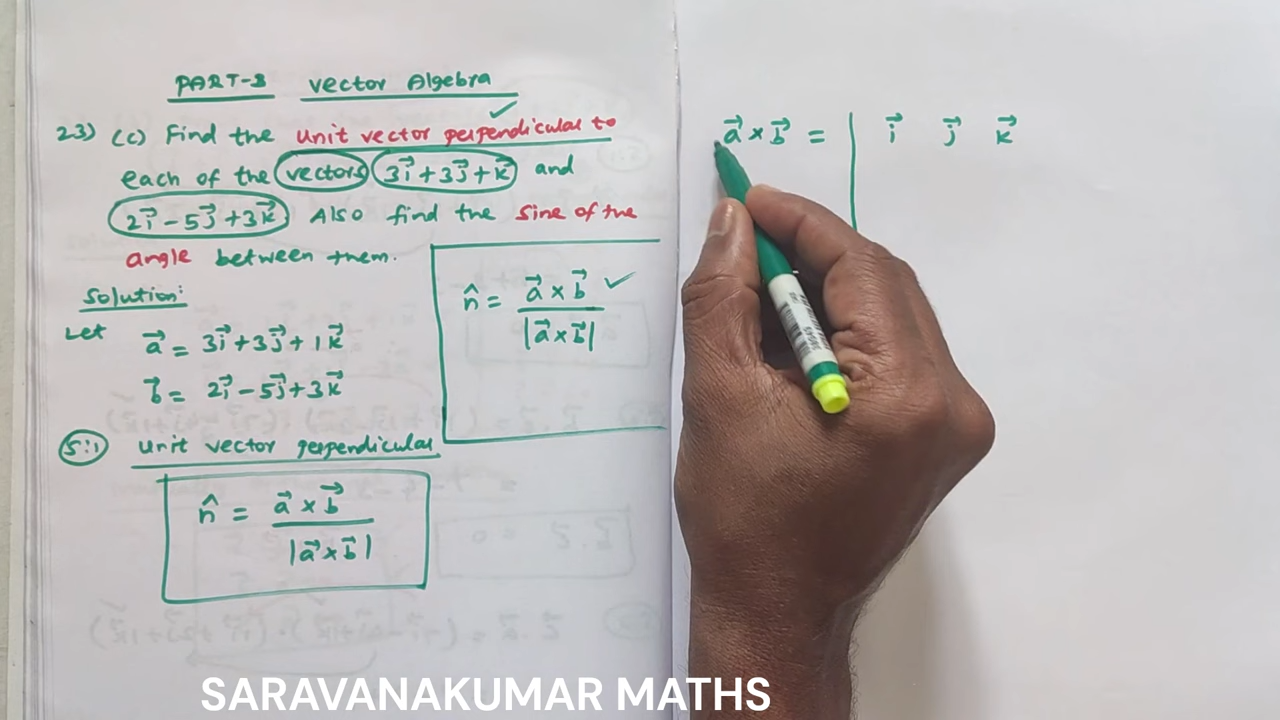 PART-B Vector Algebra
23) (c) Find the unit vector perpendicular to
each of the vectors 3i⃗+3j⃗+k⃗ and
2i⃗-5j⃗+3k⃗ Also find the sine of the
angle between them.
Solution:
Let a⃗ = 3i⃗+3j⃗+1k⃗
b⃗ = 2i⃗-5j⃗+3k⃗
n̂ = a⃗ × b⃗ ✓
|a⃗×b⃗|
S:1 Unit vector perpendicular
n̂ = a⃗ × b⃗
|a⃗×b⃗|
a⃗×b⃗ = | i⃗ j⃗ k⃗
SARAVANAKUMAR MATHS